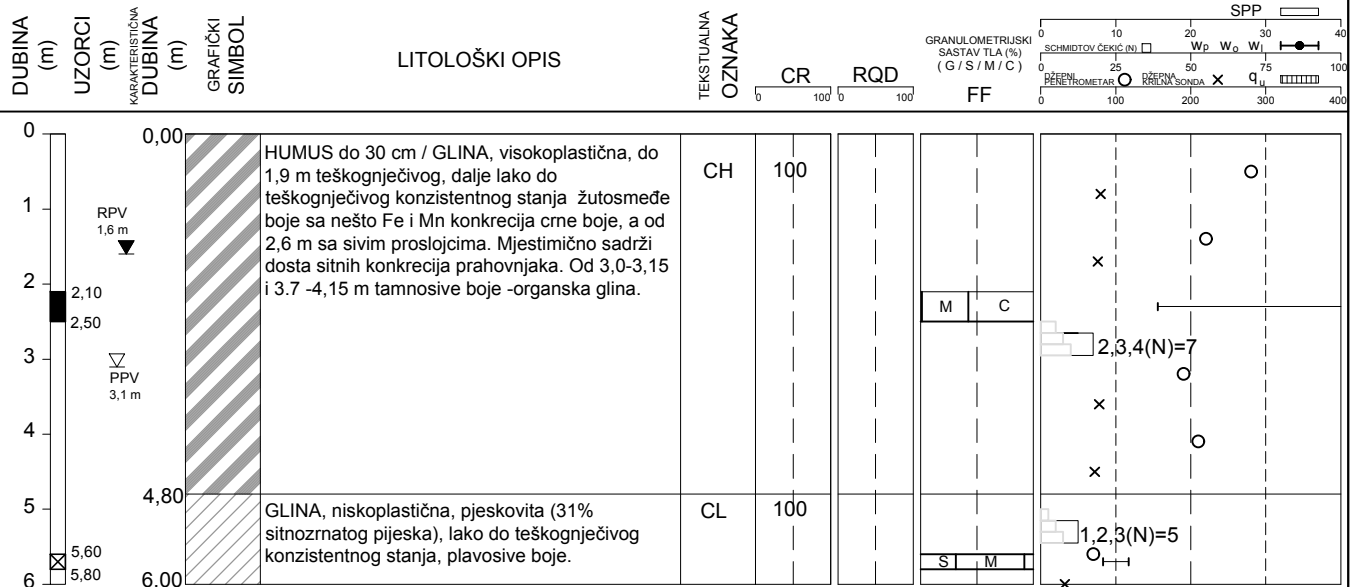 DUBINA (m)
UZORCI (m)
KARAKTERISTIČNA DUBINA (m)
GRAFIČKI SIMBOL
LITOLOŠKI OPIS
TEKSTUALNA OZNAKA
CR
0 100
RQD
0 100
GRANULOMETRIJSKI
SASTAV TLA (%)
( G / S / M / C )
FF
SPP
0 10 20 30 40
SCHMIDTOV ČEKIĆ (N) wP wo wl
0 25 50 75 100
DŽEPNI PENETROMETAR DŽEPNA KRILNA SONDA qu
0 100 200 300 400
0
0,00
HUMUS do 30 cm / GLINA, visokoplastična, do
1,9 m teškognječivog, dalje lako do
teškognječivog konzistentnog stanja žutosmeđe
boje sa nešto Fe i Mn konkrecija crne boje, a od
2,6 m sa sivim proslojcima. Mjestimično sadrži
dosta sitnih konkrecija prahovnjaka. Od 3,0-3,15
i 3.7 -4,15 m tamnosive boje -organska glina.
CH
100
1
RPV
1,6 m
2
2,10
2,50
M C
2,3,4(N)=7
3
PPV
3,1 m
4
4,80
5
GLINA, niskoplastična, pjeskovita (31%
sitnozrnatog pijeska), lako do teškognječivog
konzistentnog stanja, plavosive boje.
CL
100
1,2,3(N)=5
5,60
5,80
S M
6
6,00